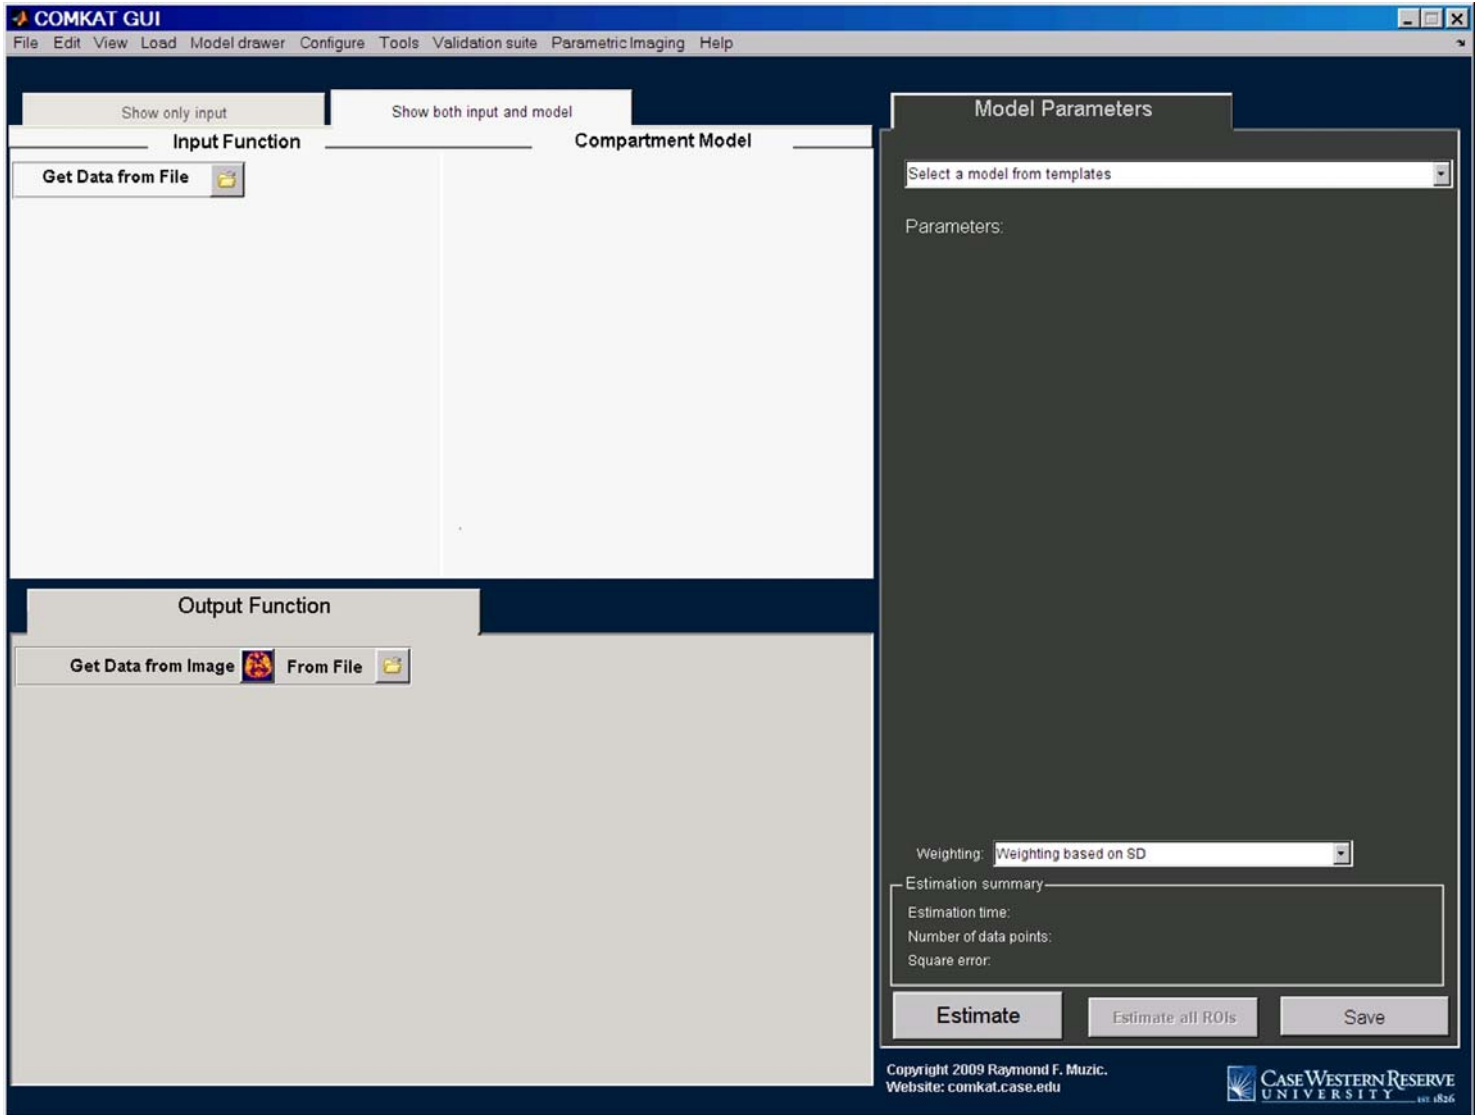 COMKAT GUI
File Edit View Load Model drawer Configure Tools Validation suite Parametric Imaging Help
Show only input
Show both input and model
Input Function
Compartment Model
Get Data from File
Output Function
Get Data from Image
From File
Model Parameters
Select a model from templates
Parameters:
Weighting: Weighting based on SD
Estimation summary
Estimation time:
Number of data points:
Square error:
Estimate
Estimate all ROIs
Save
Copyright 2009 Raymond F. Muzic.
Website: comkat.case.edu
CASE WESTERN RESERVE
UNIVERSITY EST 1826